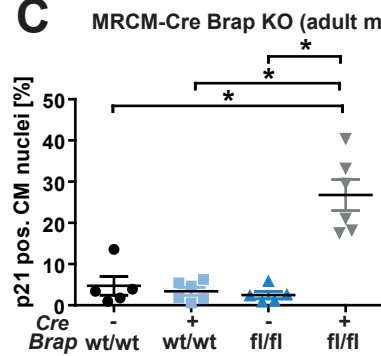 C
MRCM-Cre Brap KO (adult m
*
*
*
p21 pos. CM nuclei [%]
50
40
30
20
10
0
Cre - + - +
Brap wt/wt wt/wt fl/fl fl/fl